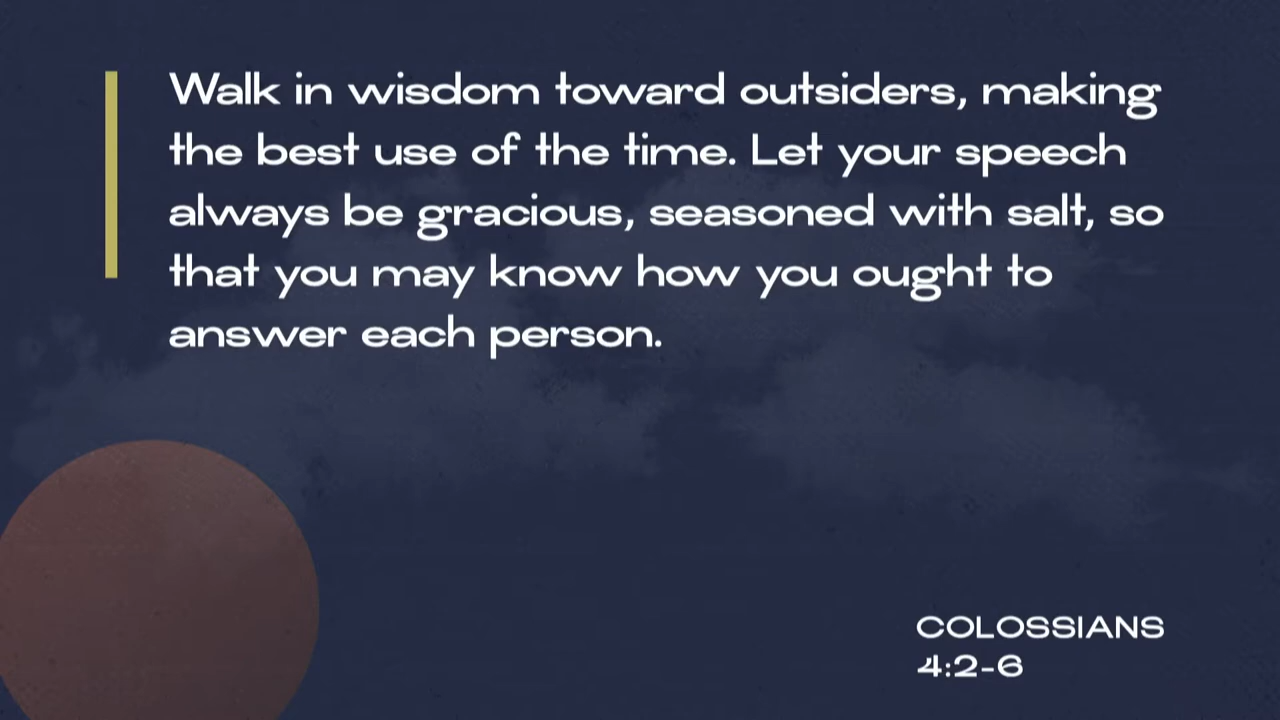 Walk in wisdom toward outsiders, making
the best use of the time. Let your speech
always be gracious, seasoned with salt, so
that you may know how you ought to
answer each person.
COLOSSIANS
4:2-6